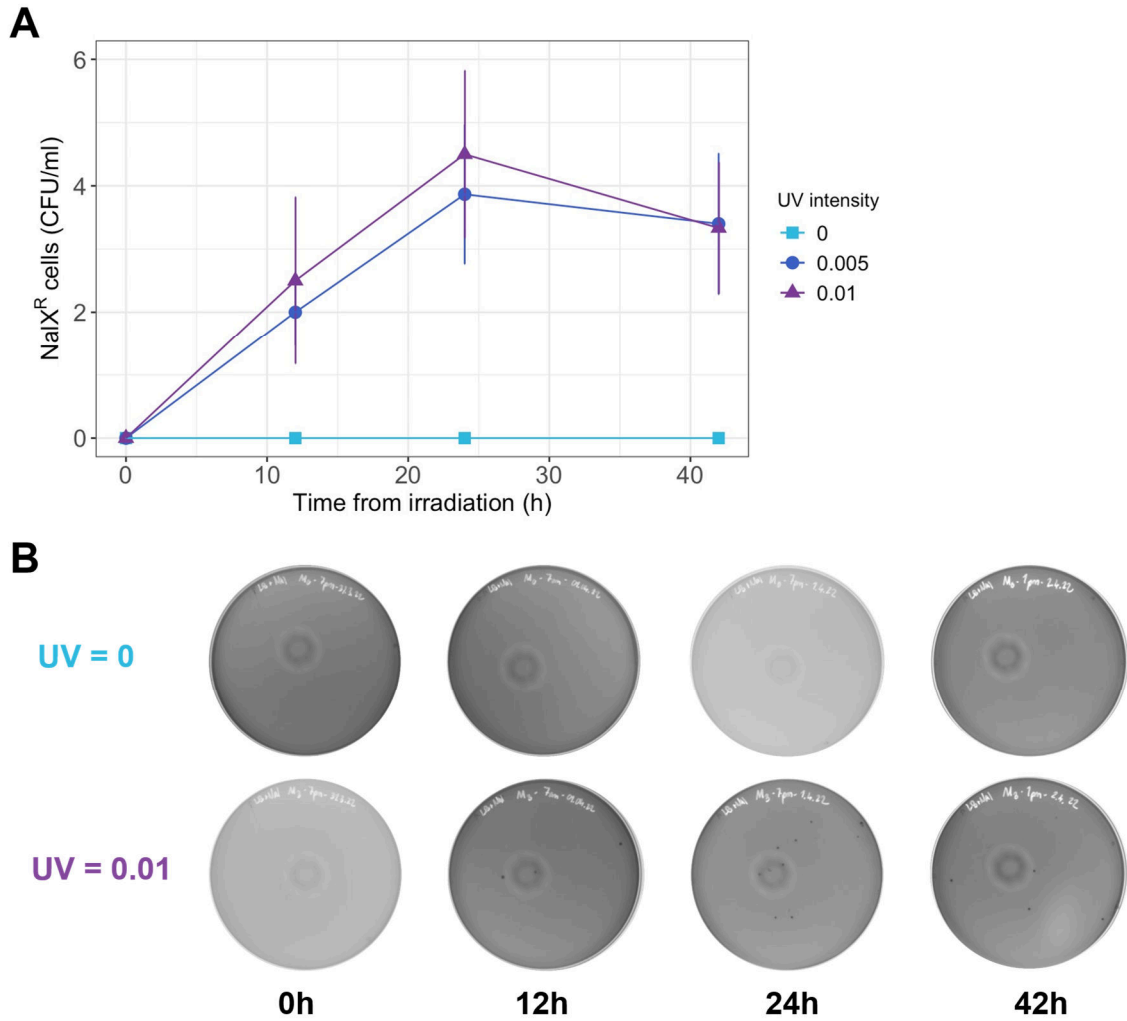 A
6
4
2
0
NalX^R cells (CFU/ml)
0 10 20 30 40
Time from irradiation (h)
UV intensity
0
0.005
0.01
B
UV = 0
UV = 0.01
0h 12h 24h 42h